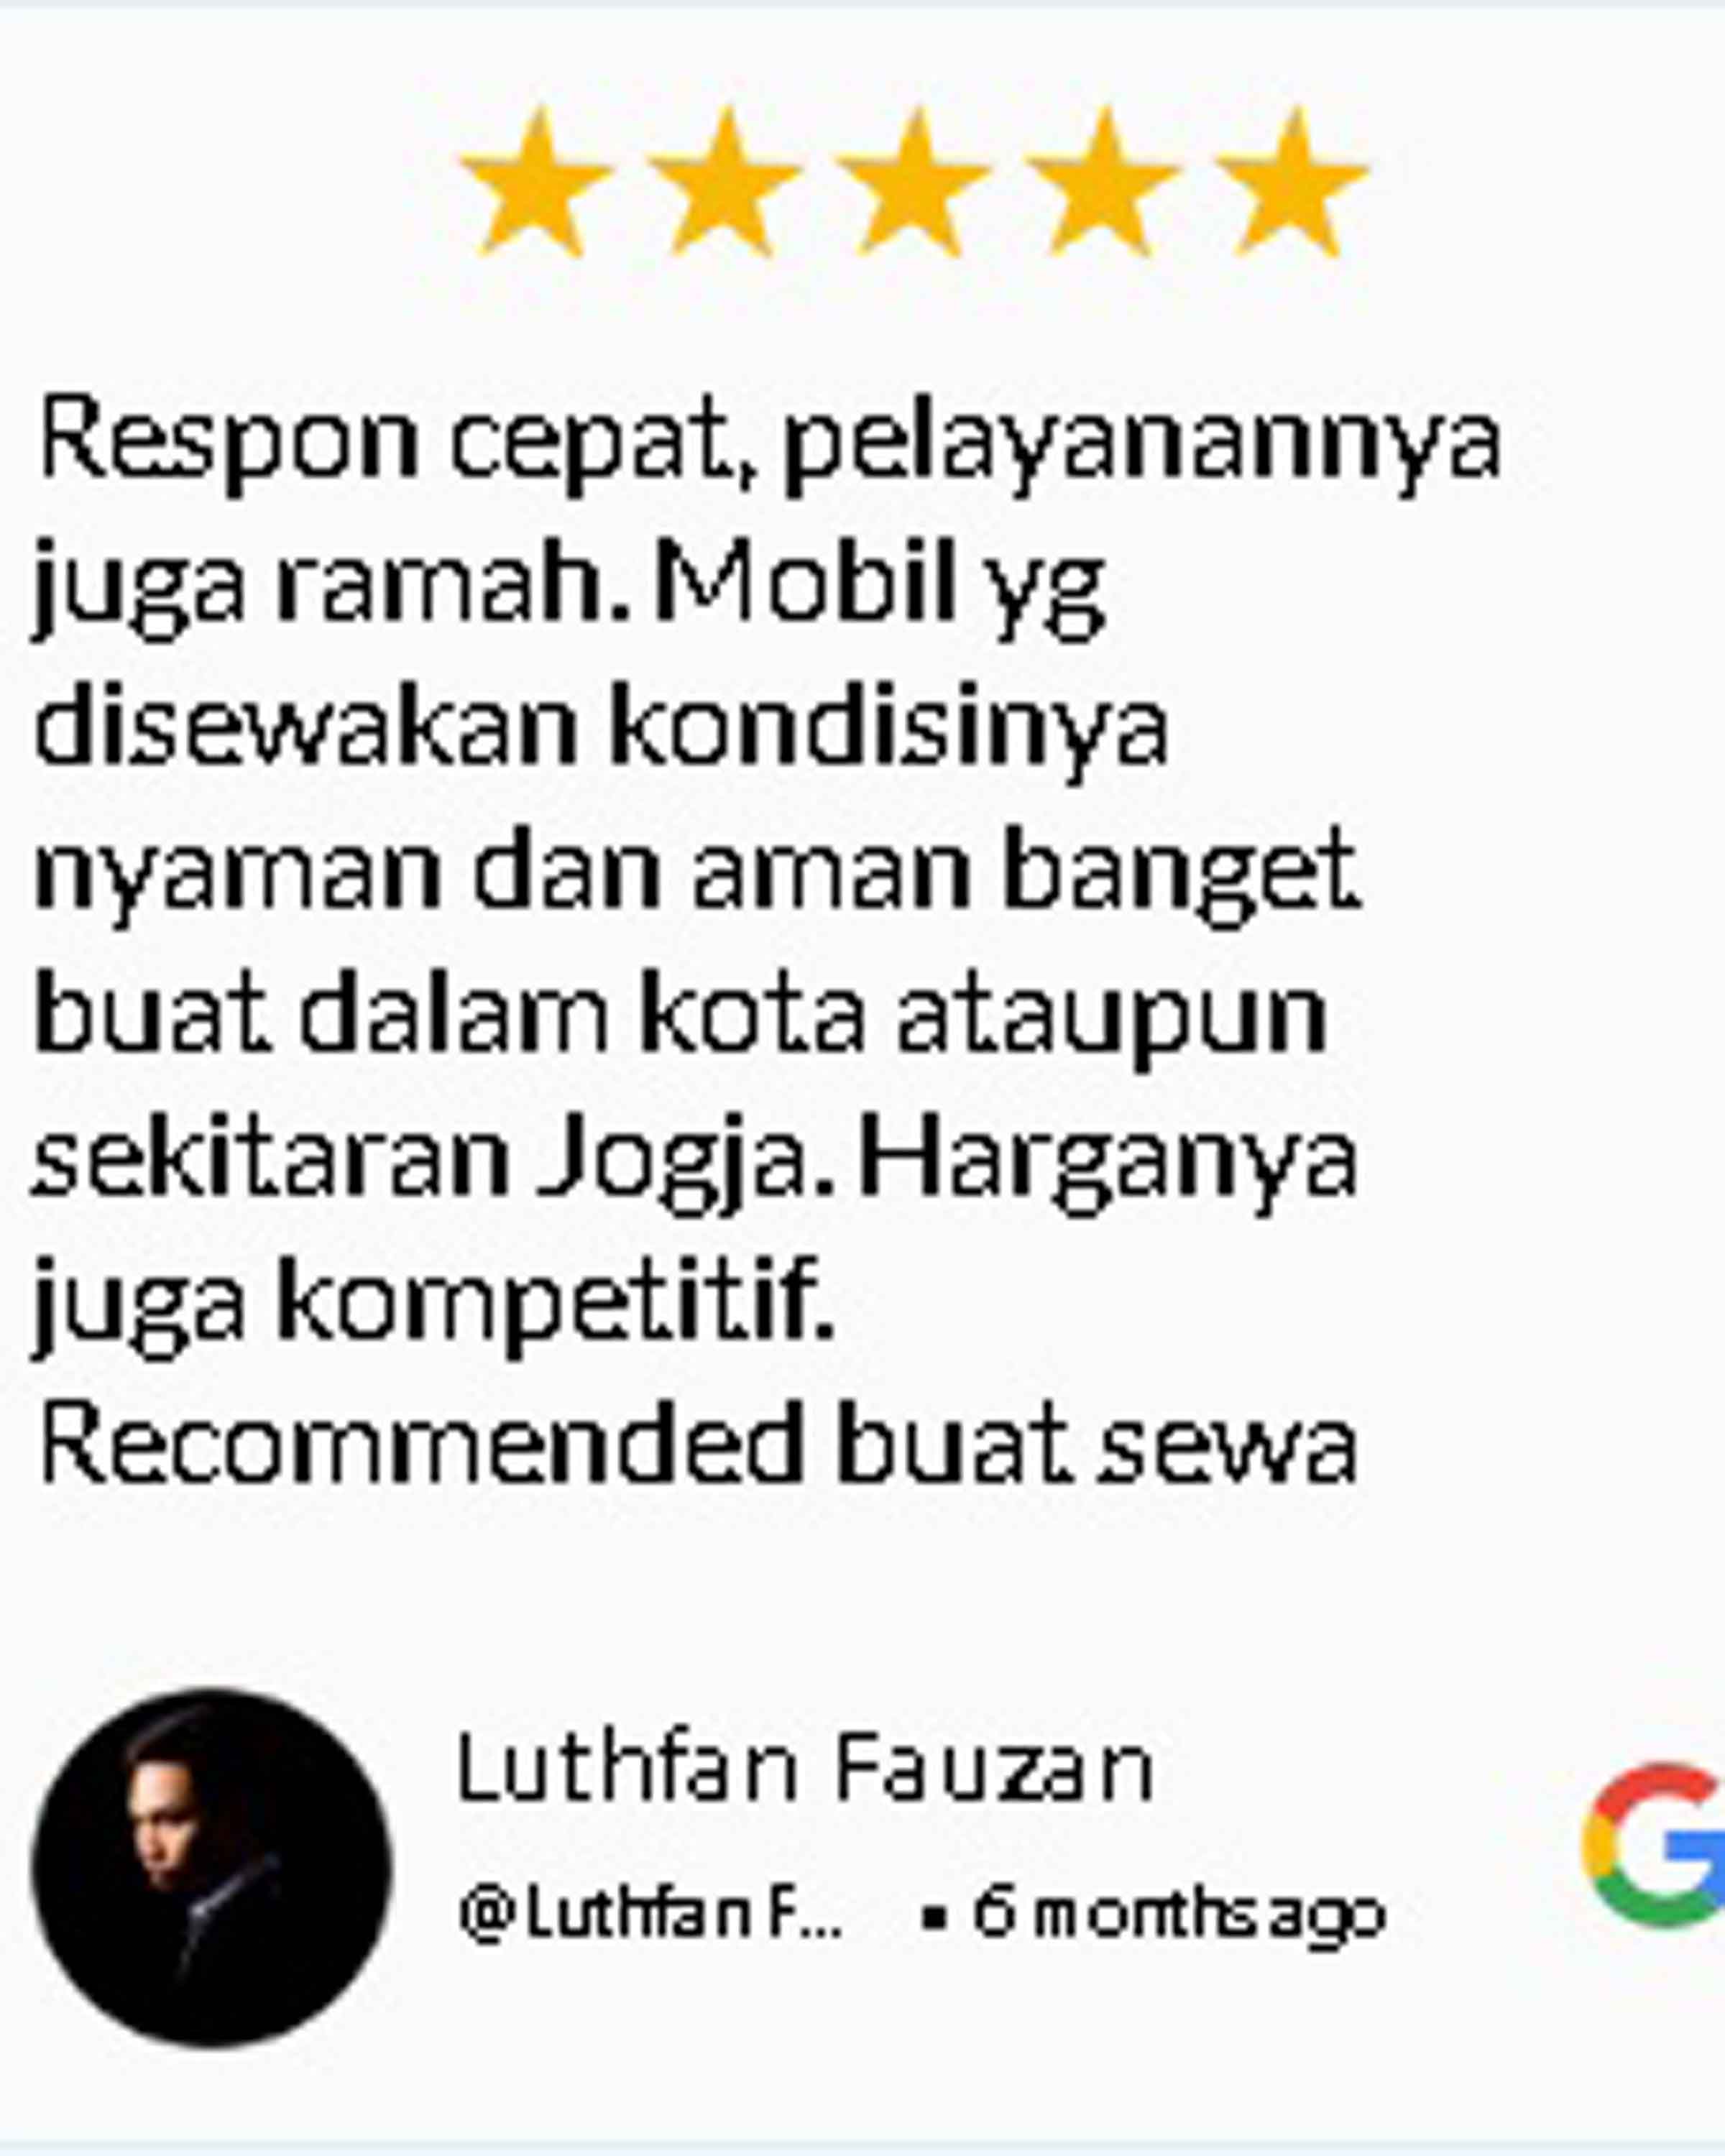 Respon cepat, pelayanannya
juga ramah. Mobil yg
disewakan kondisinya
nyaman dan aman banget
buat dalam kota ataupun
sekitaran Jogja. Harganya
juga kompetitif.
Recommended buat sewa
Luthfan Fauzan
@Luthfan F... ▪ 6 months ago
G